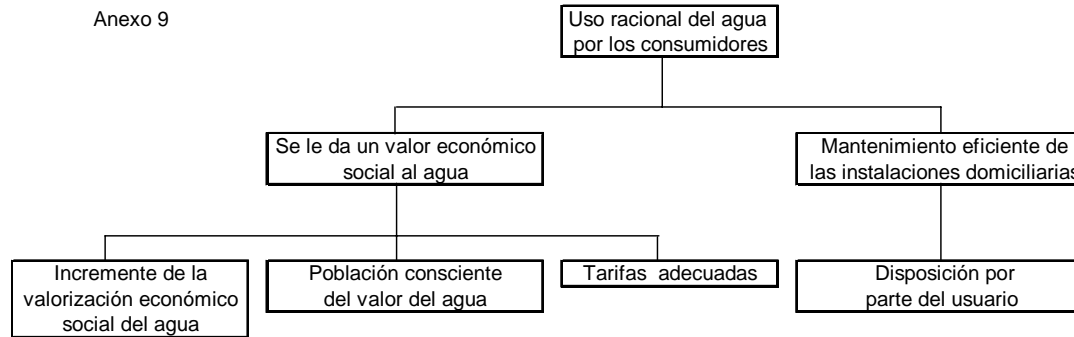 Anexo 9
Uso racional del agua
por los consumidores
Se le da un valor económico
social al agua
Mantenimiento eficiente de
las instalaciones domiciliarias
Incremente de la
valorización económico
social del agua
Población consciente
del valor del agua
Tarifas adecuadas
Disposición por
parte del usuario